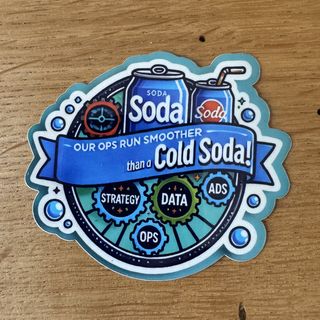 SODA
Soda
Soda
OUR OPS RUN SMOOTHER
than a Cold Soda!
STRATEGY
DATA
ADS
OPS